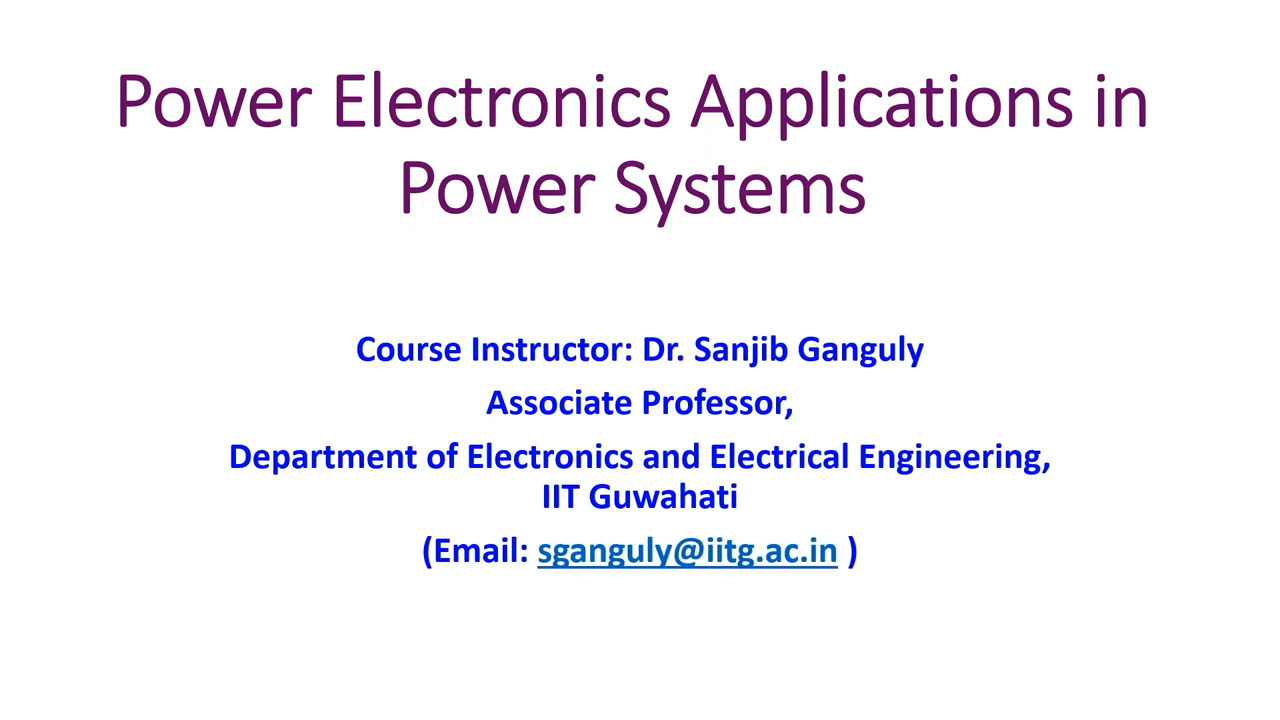 Power Electronics Applications in
Power Systems
Course Instructor: Dr. Sanjib Ganguly
Associate Professor,
Department of Electronics and Electrical Engineering,
IIT Guwahati
(Email: sganguly@iitg.ac.in )